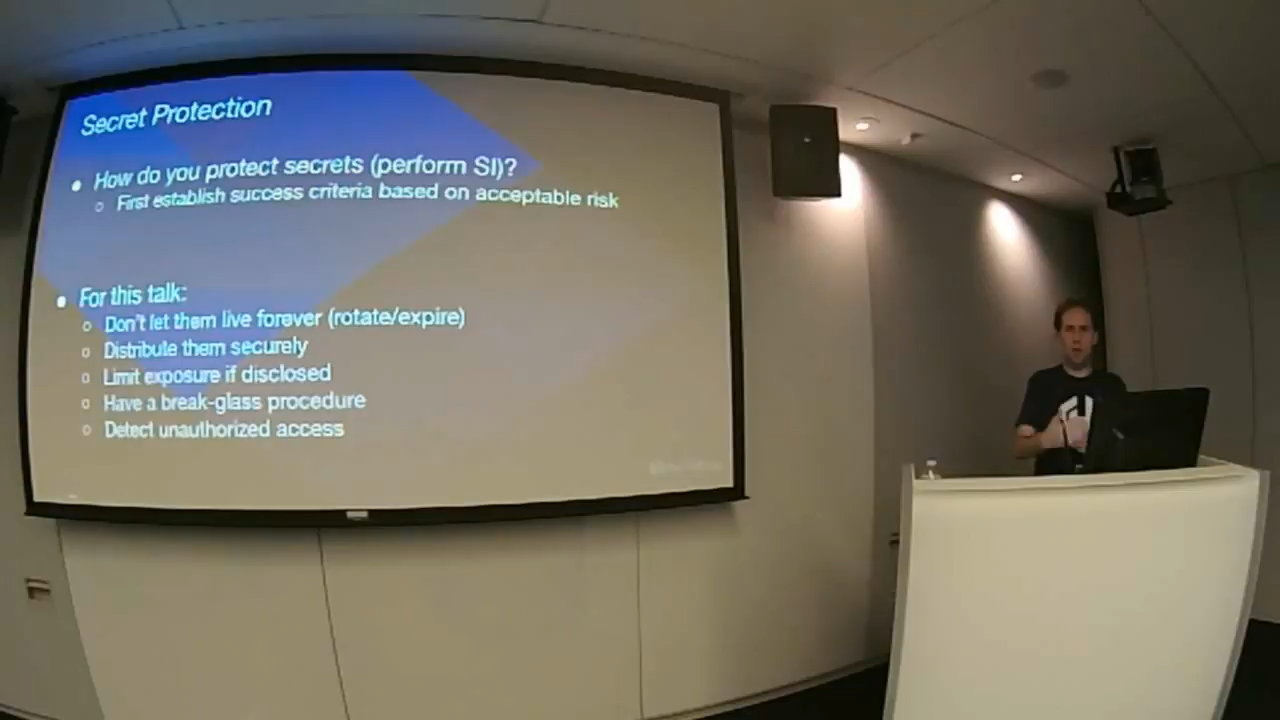 Secret Protection
How do you protect secrets (perform SI)?
First establish success criteria based on acceptable risk
For this talk:
Don't let them live forever (rotate/expire)
Distribute them securely
Limit exposure if disclosed
Have a break-glass procedure
Detect unauthorized access